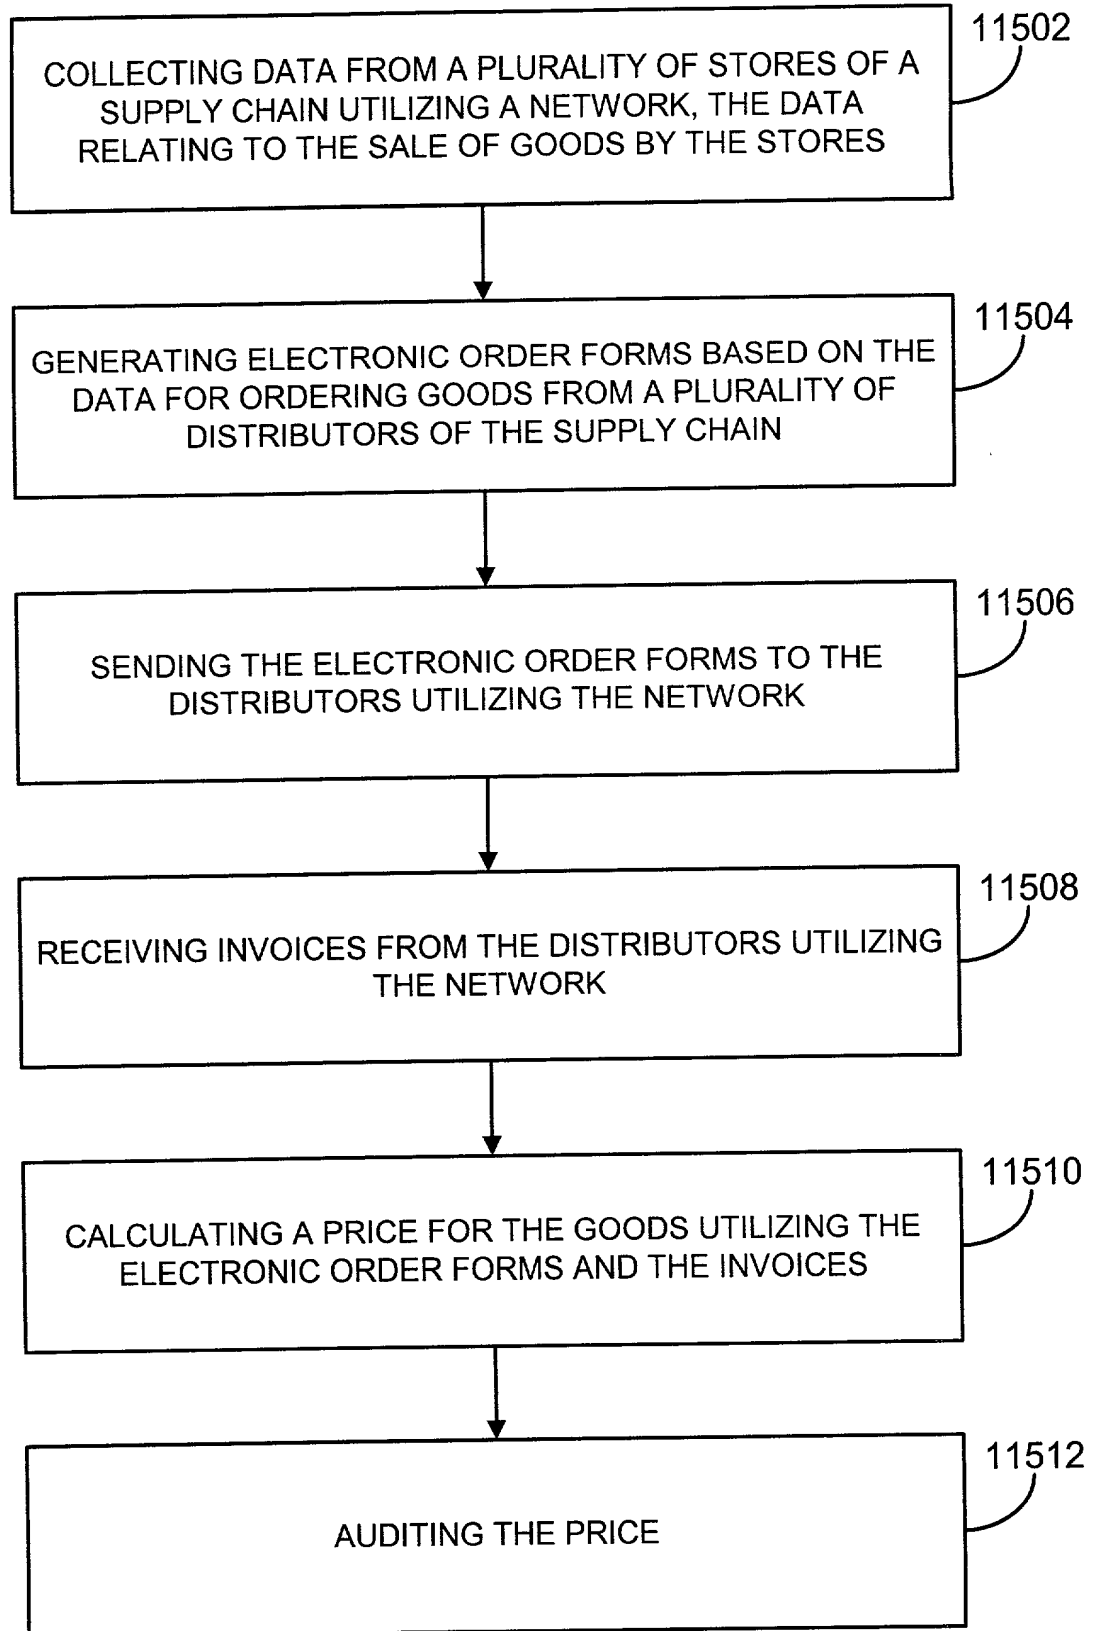 11502
COLLECTING DATA FROM A PLURALITY OF STORES OF A
SUPPLY CHAIN UTILIZING A NETWORK, THE DATA
RELATING TO THE SALE OF GOODS BY THE STORES
11504
GENERATING ELECTRONIC ORDER FORMS BASED ON THE
DATA FOR ORDERING GOODS FROM A PLURALITY OF
DISTRIBUTORS OF THE SUPPLY CHAIN
11506
SENDING THE ELECTRONIC ORDER FORMS TO THE
DISTRIBUTORS UTILIZING THE NETWORK
11508
RECEIVING INVOICES FROM THE DISTRIBUTORS UTILIZING
THE NETWORK
11510
CALCULATING A PRICE FOR THE GOODS UTILIZING THE
ELECTRONIC ORDER FORMS AND THE INVOICES
11512
AUDITING THE PRICE